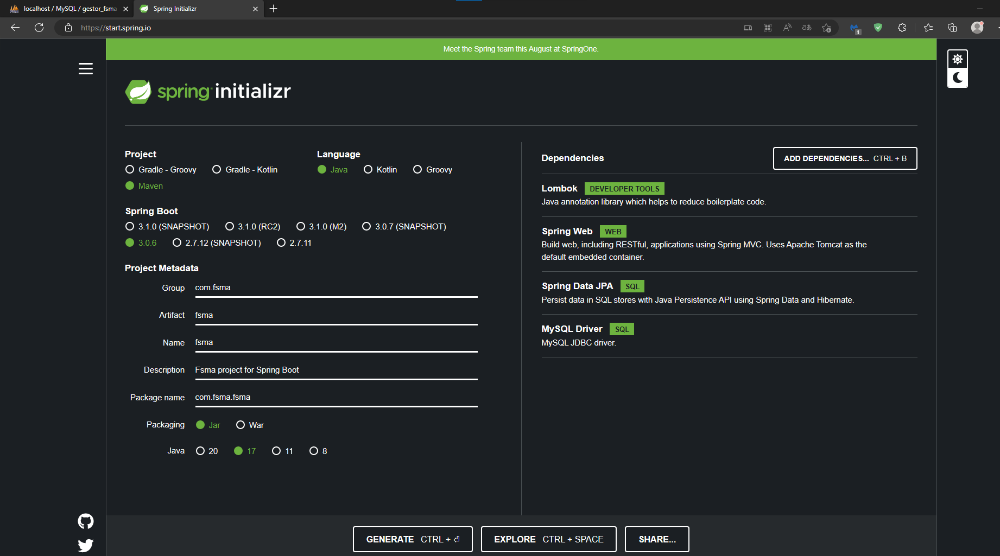 localhost / MySQL / gestor_fsma
Spring Initializr
https://start.spring.io
1
Meet the Spring team this August at SpringOne.
spring initializr
Project
Gradle - Groovy Gradle - Kotlin
Maven
Language
Java Kotlin Groovy
Spring Boot
3.1.0 (SNAPSHOT) 3.1.0 (RC2) 3.1.0 (M2) 3.0.7 (SNAPSHOT)
3.0.6 2.7.12 (SNAPSHOT) 2.7.11
Project Metadata
Group com.fsma
Artifact fsma
Name fsma
Description Fsma project for Spring Boot
Package name com.fsma.fsma
Packaging Jar War
Java 20 17 11 8
Dependencies
ADD DEPENDENCIES... CTRL + B
Lombok DEVELOPER TOOLS
Java annotation library which helps to reduce boilerplate code.
Spring Web WEB
Build web, including RESTful, applications using Spring MVC. Uses Apache Tomcat as the
default embedded container.
Spring Data JPA SQL
Persist data in SQL stores with Java Persistence API using Spring Data and Hibernate.
MySQL Driver SQL
MySQL JDBC driver.
GENERATE CTRL + ⏎
EXPLORE CTRL + SPACE
SHARE...